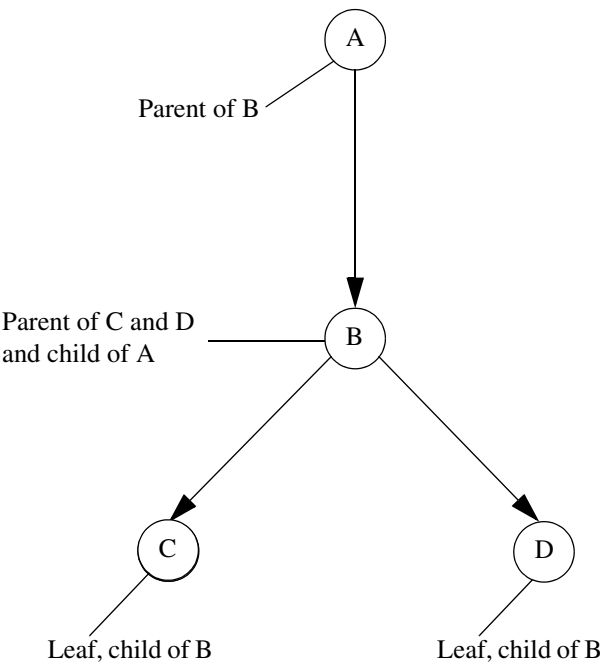 A
Parent of B
Parent of C and D
and child of A
B
C
D
Leaf, child of B
Leaf, child of B